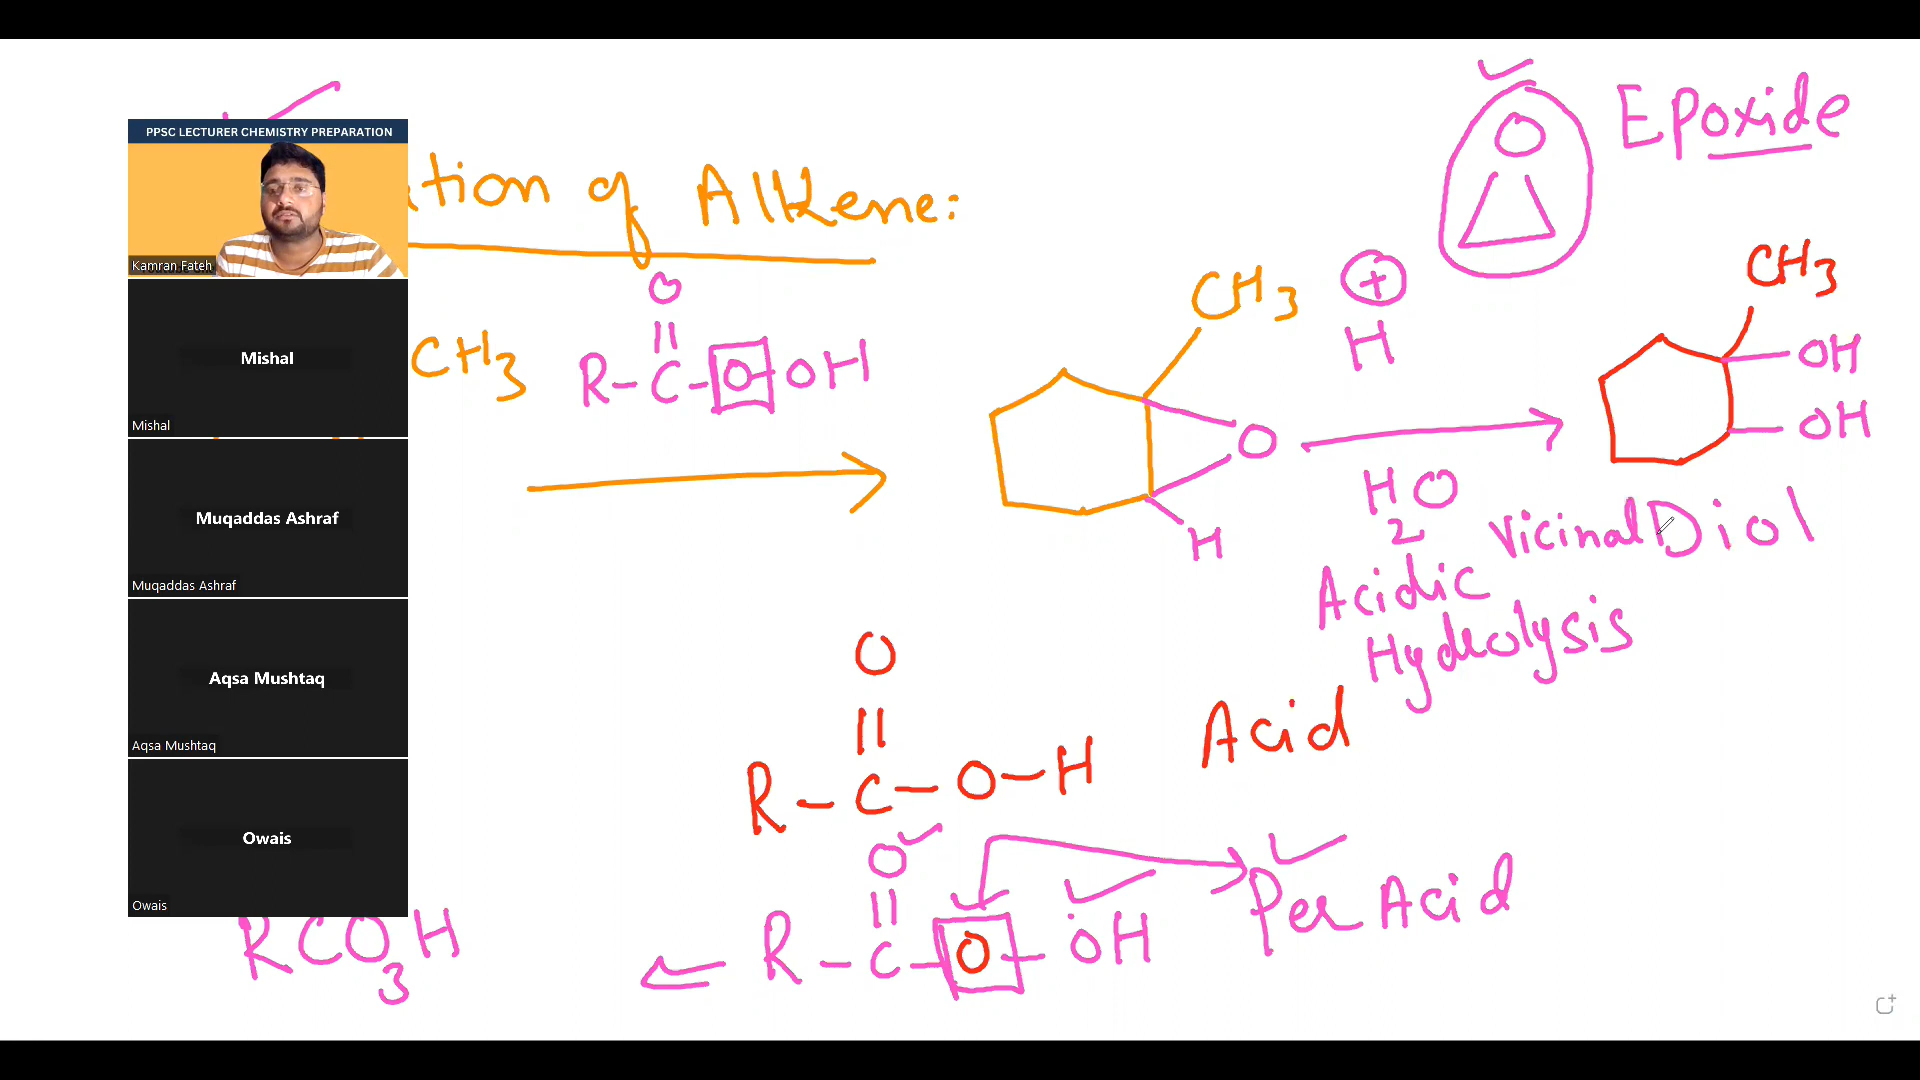 PPSC LECTURER CHEMISTRY PREPARATION
Kamran Fateh
Mishal
Mishal
Muqaddas Ashraf
Muqaddas Ashraf
Aqsa Mushtaq
Aqsa Mushtaq
Owais
Owais
ation of Alkene:
Epoxide
O
CH3
O
R-C-O-OH
CH3
O
H
H
+
H2O
Acidic
Hydrolysis
CH3
OH
OH
Vicinal Diol
O
R-C-O-H
Acid
O
R-C-O-OH
Per Acid
RCO3H